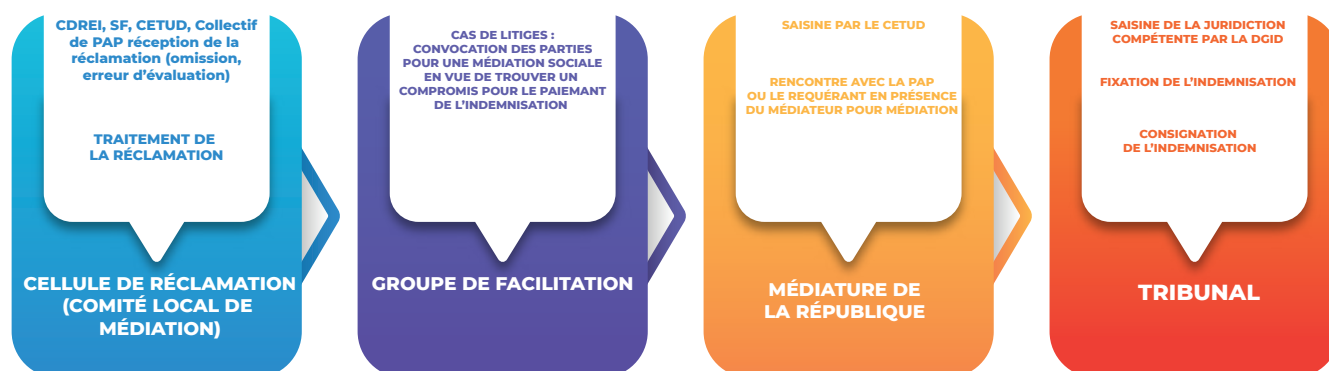 CDREI, SF, CETUD, Collectif
de PAP réception de la
réclamation (omission,
erreur d'évaluation)
TRAITEMENT DE
LA RÉCLAMATION
CELLULE DE RÉCLAMATION
(COMITÉ LOCAL DE
MÉDIATION)
CAS DE LITIGES :
CONVOCATION DES PARTIES
POUR UNE MÉDIATION SOCIALE
EN VUE DE TROUVER UN
COMPROMIS POUR LE PAIEMANT
DE L'INDEMNISATION
GROUPE DE FACILITATION
SAISINE PAR LE CETUD
RENCONTRE AVEC LA PAP
OU LE REQUÉRANT EN PRÉSENCE
DU MÉDIATEUR POUR MÉDIATION
MÉDIATURE DE
LA RÉPUBLIQUE
SAISINE DE LA JURIDICTION
COMPÉTENTE PAR LA DGID
FIXATION DE L'INDEMNISATION
CONSIGNATION
DE L'INDEMNISATION
TRIBUNAL